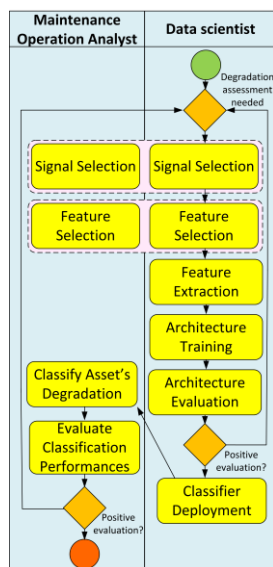 Maintenance
Operation Analyst
Data scientist
Degradation
assessment
needed
Signal Selection
Signal Selection
Feature
Selection
Feature
Selection
Feature
Extraction
Architecture
Training
Classify Asset's
Degradation
Architecture
Evaluation
Evaluate
Classification
Performances
Positive
evaluation?
Classifier
Deployment
Positive
evaluation?